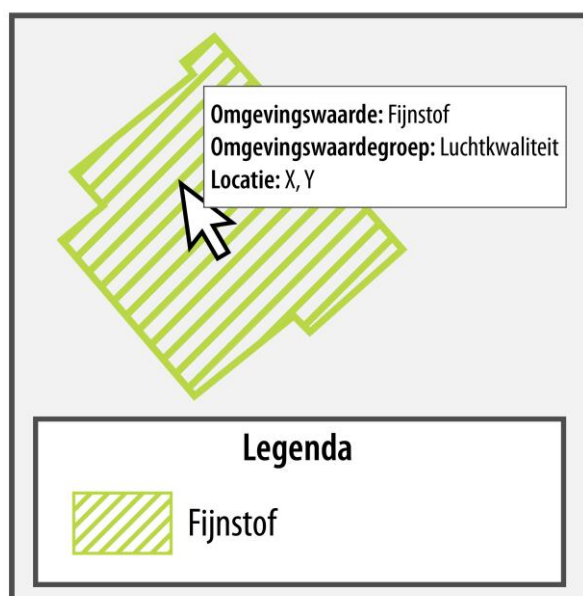 Omgevingswaarde: Fijnstof
Omgevingswaardegroep: Luchtkwaliteit
Locatie: X, Y
Legenda
Fijnstof